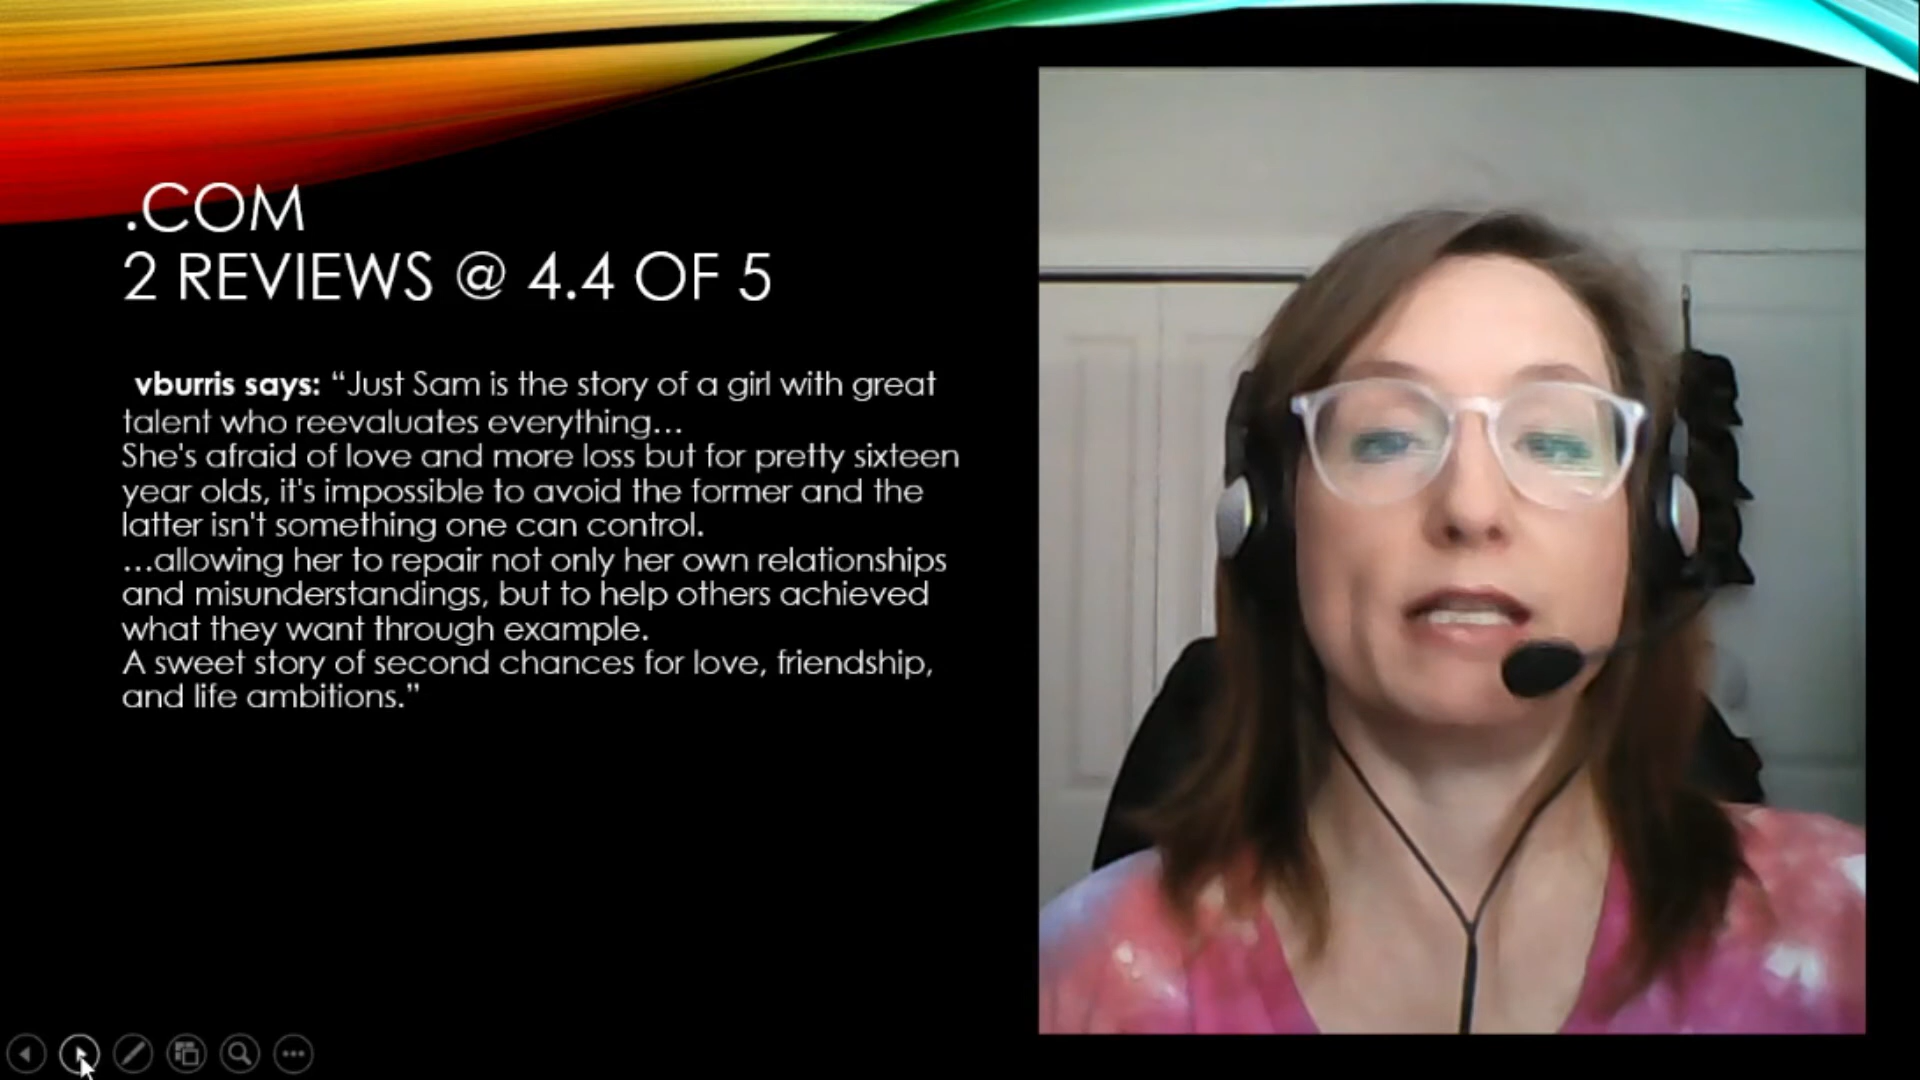 .COM
2 REVIEWS @ 4.4 OF 5
vburris says: “Just Sam is the story of a girl with great
talent who reevaluates everything…
She's afraid of love and more loss but for pretty sixteen
year olds, it's impossible to avoid the former and the
latter isn't something one can control.
…allowing her to repair not only her own relationships
and misunderstandings, but to help others achieved
what they want through example.
A sweet story of second chances for love, friendship,
and life ambitions.”